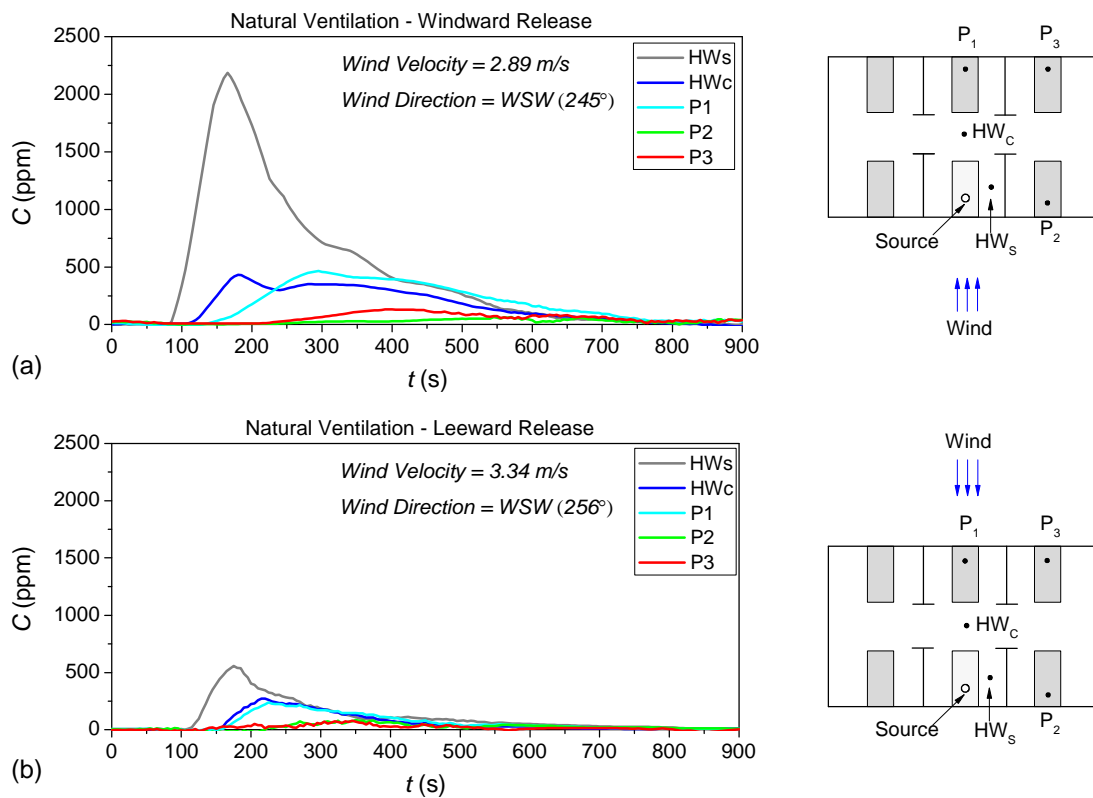 Natural Ventilation - Windward Release
2500
2000
1500
1000
500
0
C (ppm)
Wind Velocity = 2.89 m/s
Wind Direction = WSW (245°)
HWs
HWc
P1
P2
P3
0 100 200 300 400 500 600 700 800 900
t (s)
(a)
P1 P3
HWC
Source HWS P2
Wind
Natural Ventilation - Leeward Release
2500
2000
1500
1000
500
0
C (ppm)
Wind Velocity = 3.34 m/s
Wind Direction = WSW (256°)
HWs
HWc
P1
P2
P3
0 100 200 300 400 500 600 700 800 900
t (s)
(b)
Wind
P1 P3
HWC
Source HWS P2